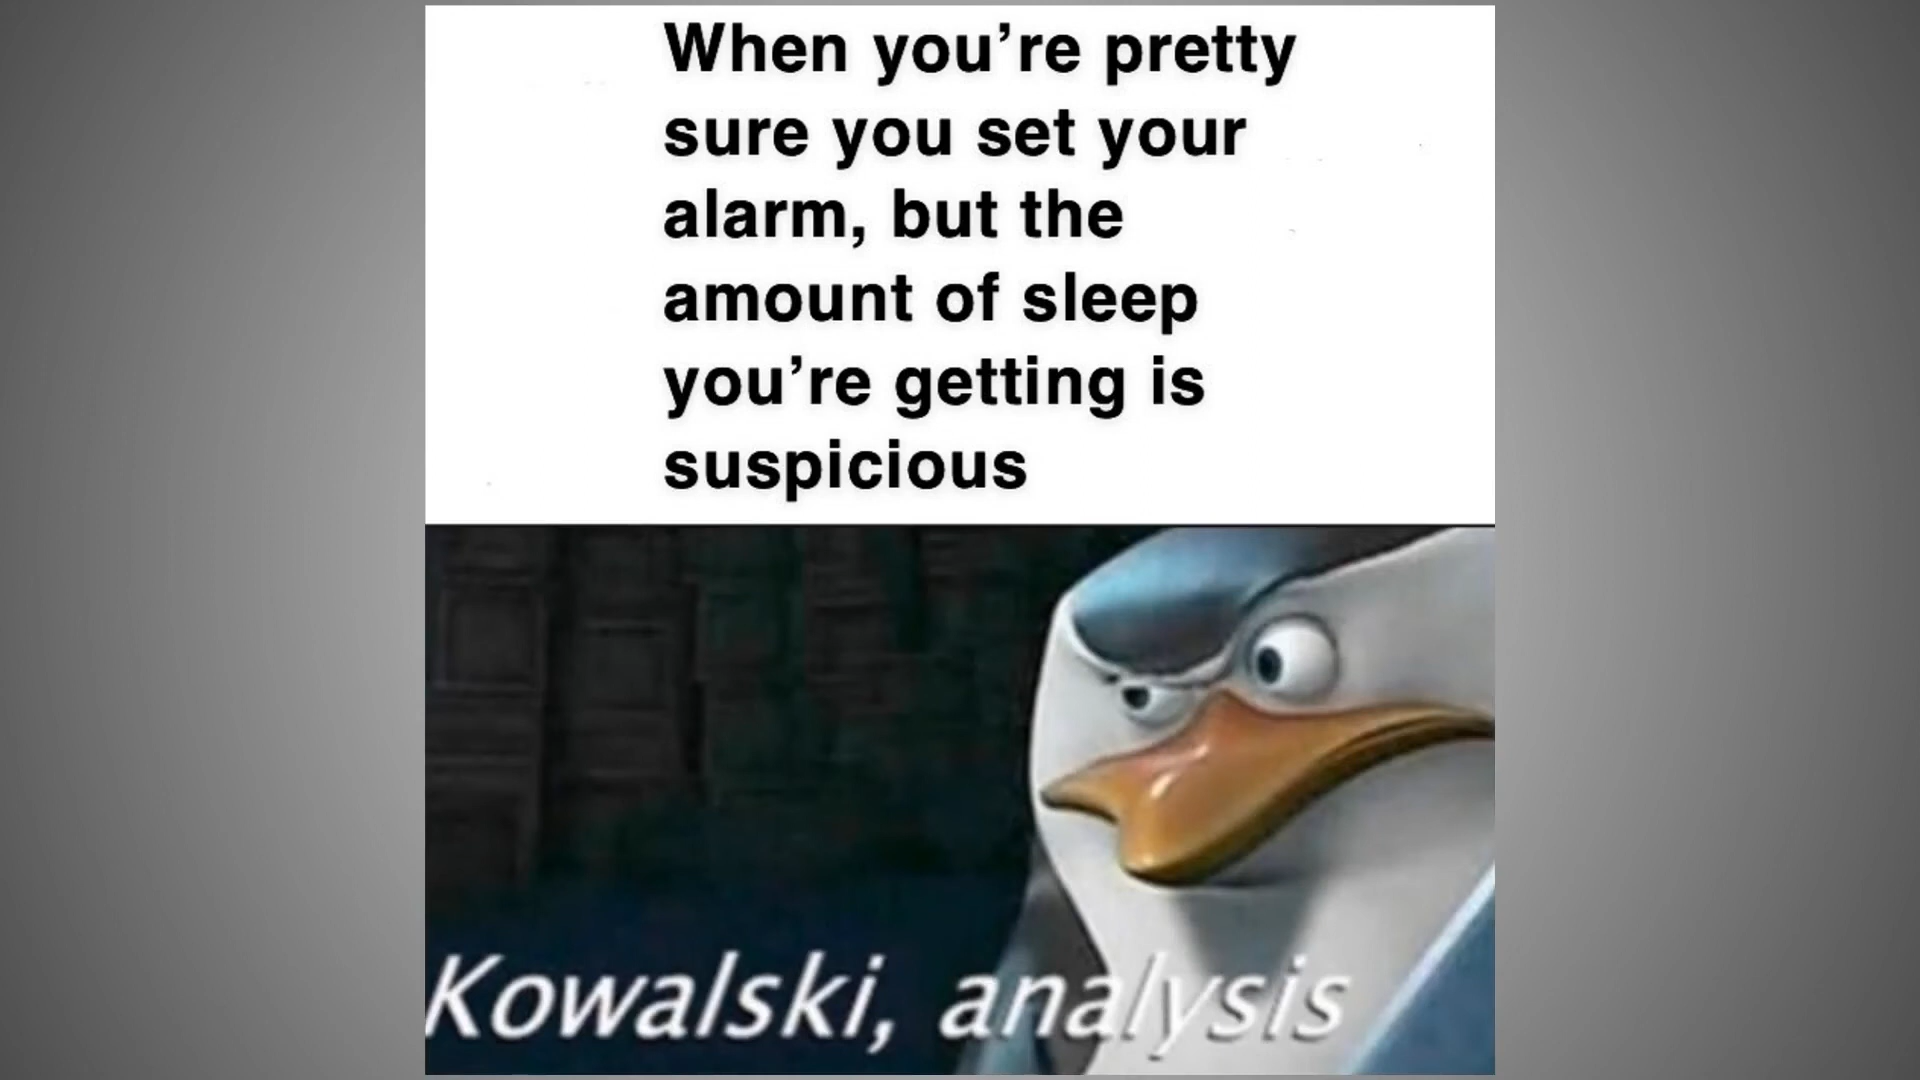 When you’re pretty
sure you set your
alarm, but the
amount of sleep
you’re getting is
suspicious
Kowalski, analysis